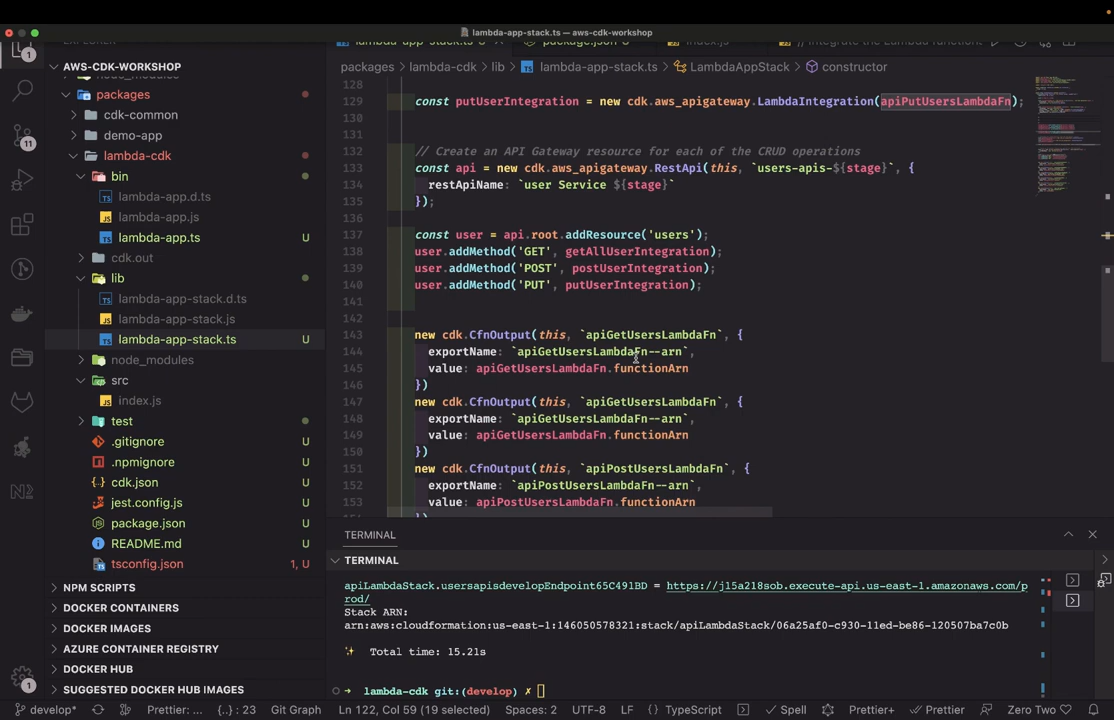 lambda-app-stack.ts — aws-cdk-workshop
AWS-CDK-WORKSHOP
node_modules
packages
cdk-common
demo-app
lambda-cdk
bin
lambda-app.d.ts
lambda-app.js
lambda-app.ts U
cdk.out
lib
lambda-app-stack.d.ts
lambda-app-stack.js
lambda-app-stack.ts U
node_modules
src
index.js
test
.gitignore U
.npmignore U
cdk.json U
jest.config.js U
package.json U
README.md U
tsconfig.json 1, U
NPM SCRIPTS
DOCKER CONTAINERS
DOCKER IMAGES
AZURE CONTAINER REGISTRY
DOCKER HUB
SUGGESTED DOCKER HUB IMAGES
packages > lambda-cdk > lib > lambda-app-stack.ts > LambdaAppStack > constructor
128
129 const putUserIntegration = new cdk.aws_apigateway.LambdaIntegration(apiPutUsersLambdaFn);
130
131
132 // Create an API Gateway resource for each of the CRUD operations
133 const api = new cdk.aws_apigateway.RestApi(this, `users-apis-${stage}`, {
134 restApiName: `user Service ${stage}`
135 });
136
137 const user = api.root.addResource('users');
138 user.addMethod('GET', getAllUserIntegration);
139 user.addMethod('POST', postUserIntegration);
140 user.addMethod('PUT', putUserIntegration);
141
142
143 new cdk.CfnOutput(this, `apiGetUsersLambdaFn`, {
144 exportName: `apiGetUsersLambdaFn--arn`,
145 value: apiGetUsersLambdaFn.functionArn
146 })
147 new cdk.CfnOutput(this, `apiGetUsersLambdaFn`, {
148 exportName: `apiGetUsersLambdaFn--arn`,
149 value: apiGetUsersLambdaFn.functionArn
150 })
151 new cdk.CfnOutput(this, `apiPostUsersLambdaFn`, {
152 exportName: `apiPostUsersLambdaFn--arn`,
153 value: apiPostUsersLambdaFn.functionArn
TERMINAL
TERMINAL
apiLambdaStack.usersapisdevelopEndpoint65C491BD = https://j15a218sob.execute-api.us-east-1.amazonaws.com/p
rod/
Stack ARN:
arn:aws:cloudformation:us-east-1:146050578321:stack/apiLambdaStack/06a25af0-c930-11ed-be86-120507ba7c0b
✨ Total time: 15.21s
➜ lambda-cdk git:(develop) ✗
1
11
1
develop* Prettier: ... {..} : 23 Git Graph Ln 122, Col 59 (19 selected) Spaces: 2 UTF-8 LF {} TypeScript Spell Prettier+ Prettier Zero Two